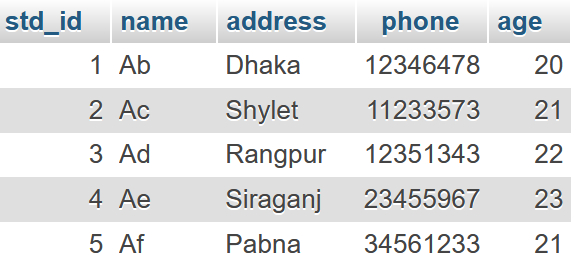 std_id name address phone age
1 Ab Dhaka 12346478 20
2 Ac Shylet 11233573 21
3 Ad Rangpur 12351343 22
4 Ae Siraganj 23455967 23
5 Af Pabna 34561233 21